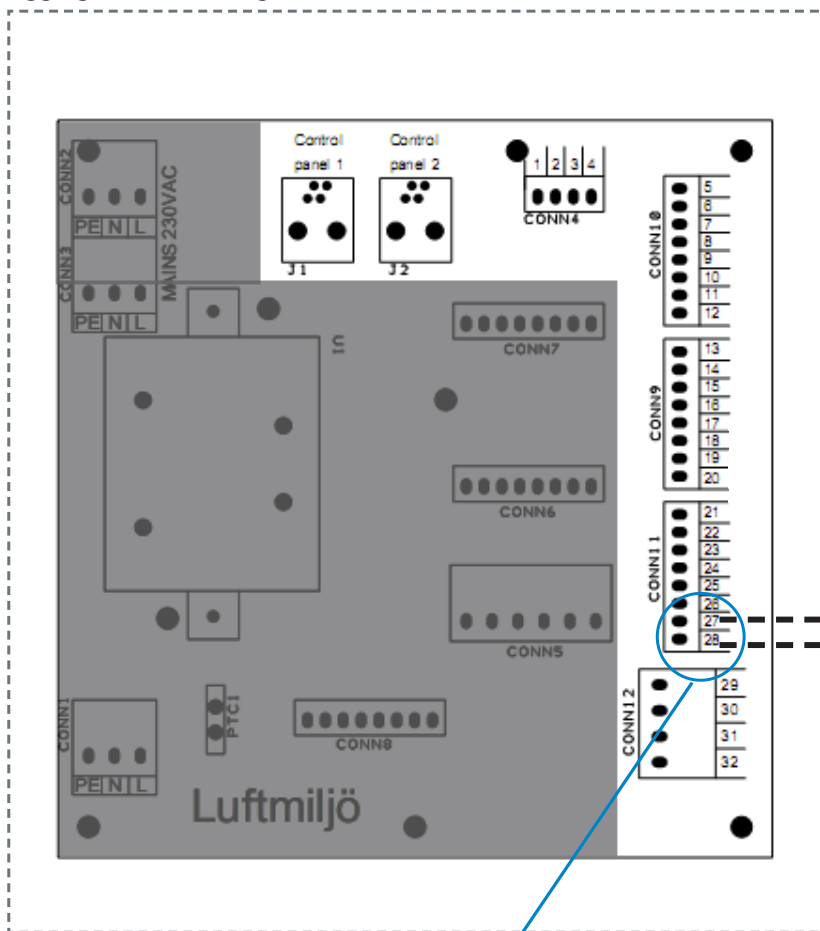 Control
panel 1
Control
panel 2
1 2 3 4
CONN4
J1
J2
CONN2
PE N L
MAINS 230VAC
CONN3
PE N L
U1
CONN7
CONN10
5
6
7
8
9
10
11
12
CONN9
13
14
15
16
17
18
19
20
CONN6
CONN11
21
22
23
24
25
26
27
28
CONN5
CONN12
29
30
31
32
CONN1
PE N L
PTC1
CONN8
Luftmiljö